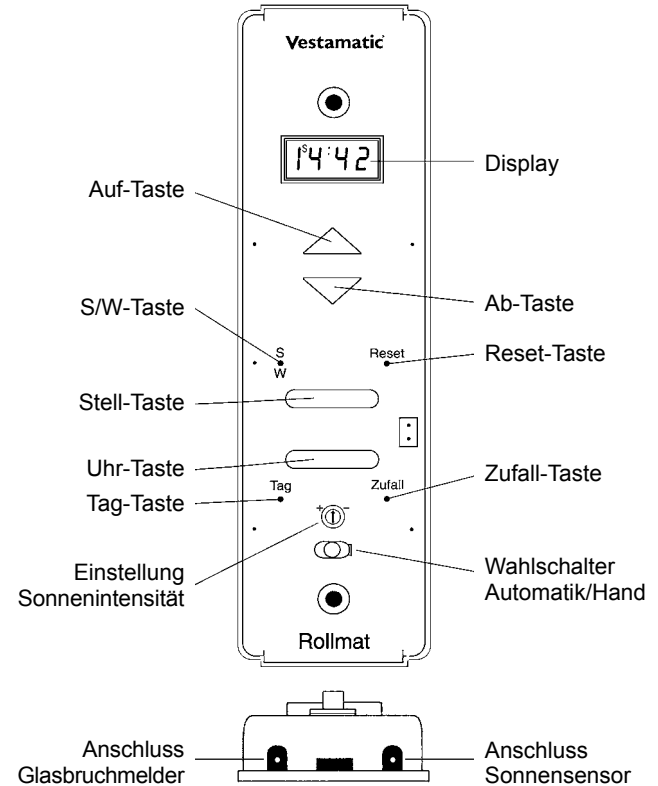 Vestamatic
1S4:42
Display
Auf-Taste
Ab-Taste
S/W-Taste
S
W
Reset
Reset-Taste
Stell-Taste
Uhr-Taste
Zufall-Taste
Tag
Zufall
Tag-Taste
+ -
Einstellung
Sonnenintensität
Wahlschalter
Automatik/Hand
Rollmat
Anschluss
Glasbruchmelder
Anschluss
Sonnensensor